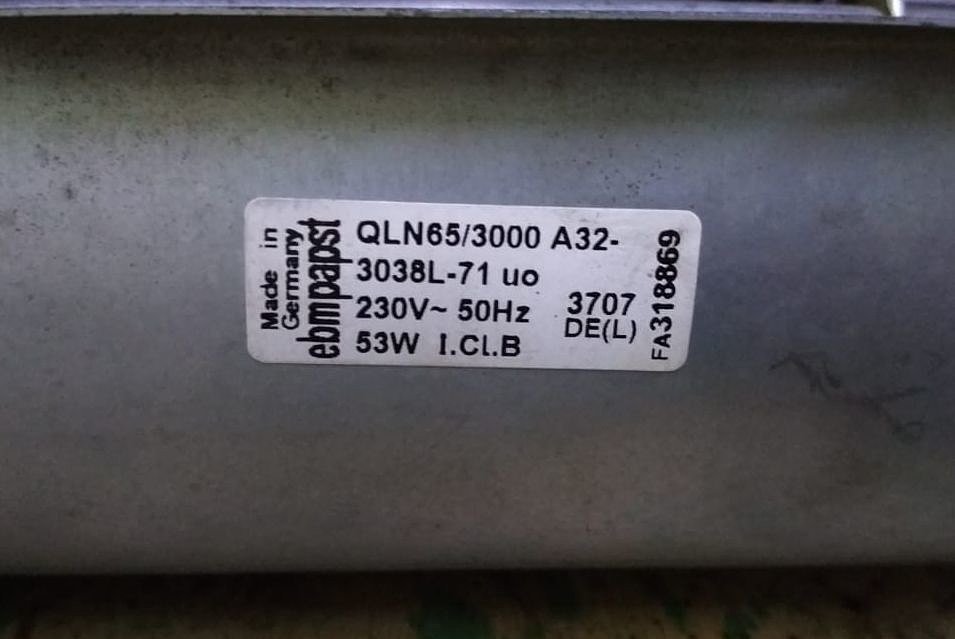 Made in
Germany
ebmpapst
QLN65/3000 A32-
3038L-71 uo
230V~ 50Hz
53W I.Cl.B
3707
DE(L)
FA318869